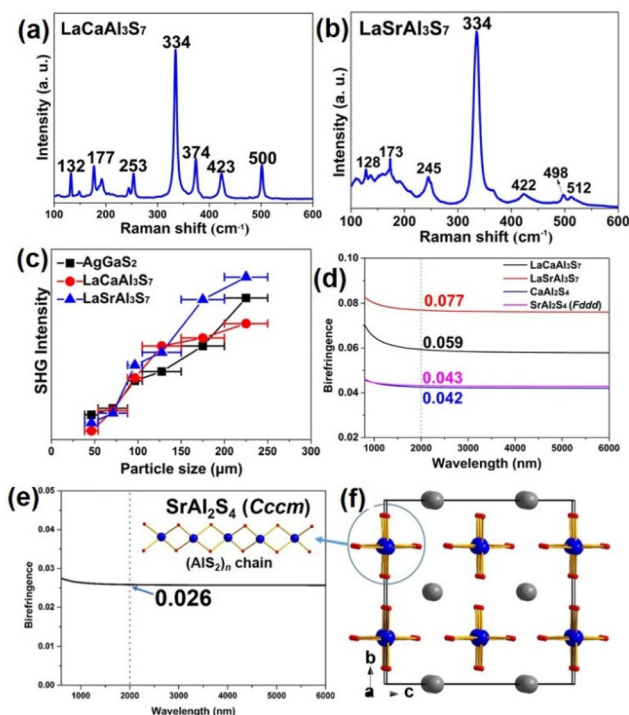 (a)
LaCaAl3S7
334
132
177
253
374
423
500
Intensity (a. u.)
100 200 300 400 500 600
Raman shift (cm-1)
(b)
LaSrAl3S7
334
128
173
245
422
498
512
Intensity (a. u.)
100 200 300 400 500 600
Raman shift (cm-1)
(c)
AgGaS2
LaCaAl3S7
LaSrAl3S7
SHG Intensity
0 50 100 150 200 250 300
Particle size (μm)
(d)
LaCaAl3S7
LaSrAl3S7
CaAl2S4
SrAl2S4 (Fddd)
0.10
0.08
0.06
0.04
0.02
0.077
0.059
0.043
0.042
Birefringence
1000 2000 3000 4000 5000 6000
Wavelength (nm)
(e)
0.05
0.04
0.03
0.02
0.01
0.00
SrAl2S4 (Cccm)
(AlS2)n chain
0.026
Birefringence
1000 2000 3000 4000 5000 6000
Wavelength (nm)
(f)
b
a
c